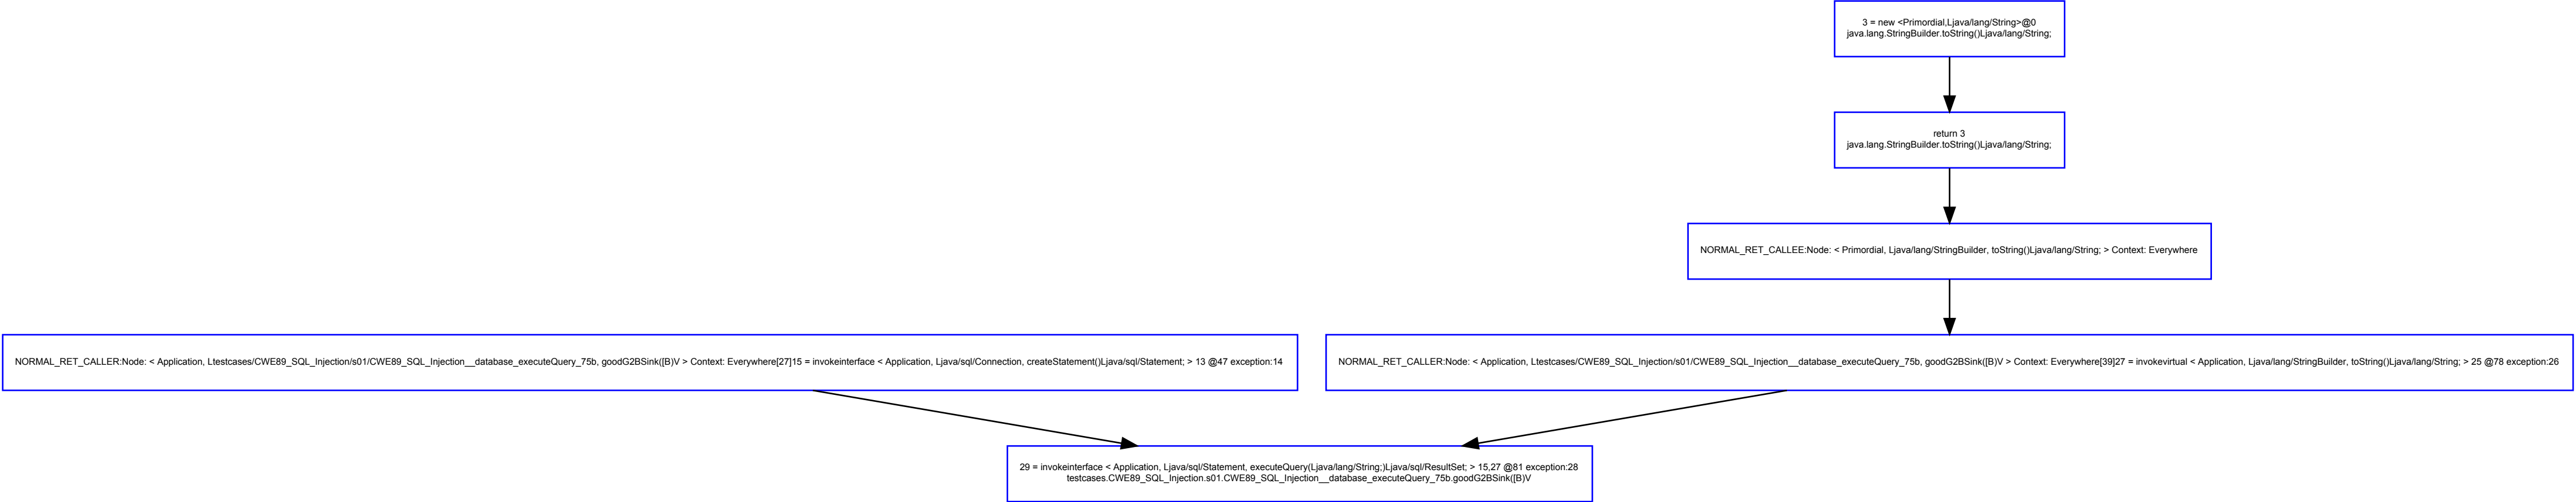 3 = new <Primordial,Ljava/lang/String>@0
java.lang.StringBuilder.toString()Ljava/lang/String;
return 3
java.lang.StringBuilder.toString()Ljava/lang/String;
NORMAL_RET_CALLEE:Node: < Primordial, Ljava/lang/StringBuilder, toString()Ljava/lang/String; > Context: Everywhere
NORMAL_RET_CALLER:Node: < Application, Ltestcases/CWE89_SQL_Injection/s01/CWE89_SQL_Injection__database_executeQuery_75b, goodG2BSink([B)V > Context: Everywhere[27]15 = invokeinterface < Application, Ljava/sql/Connection, createStatement()Ljava/sql/Statement; > 13 @47 exception:14
NORMAL_RET_CALLER:Node: < Application, Ltestcases/CWE89_SQL_Injection/s01/CWE89_SQL_Injection__database_executeQuery_75b, goodG2BSink([B)V > Context: Everywhere[39]27 = invokevirtual < Application, Ljava/lang/StringBuilder, toString()Ljava/lang/String; > 25 @78 exception:26
29 = invokeinterface < Application, Ljava/sql/Statement, executeQuery(Ljava/lang/String;)Ljava/sql/ResultSet; > 15,27 @81 exception:28
testcases.CWE89_SQL_Injection.s01.CWE89_SQL_Injection__database_executeQuery_75b.goodG2BSink([B)V